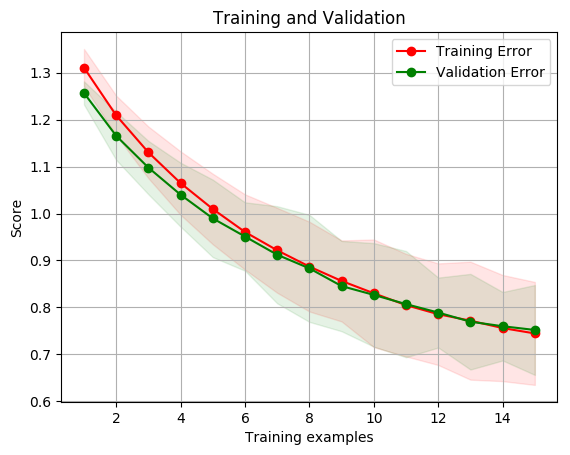 Training and Validation
Training Error
Validation Error
Score
1.3
1.2
1.1
1.0
0.9
0.8
0.7
0.6
2 4 6 8 10 12 14
Training examples